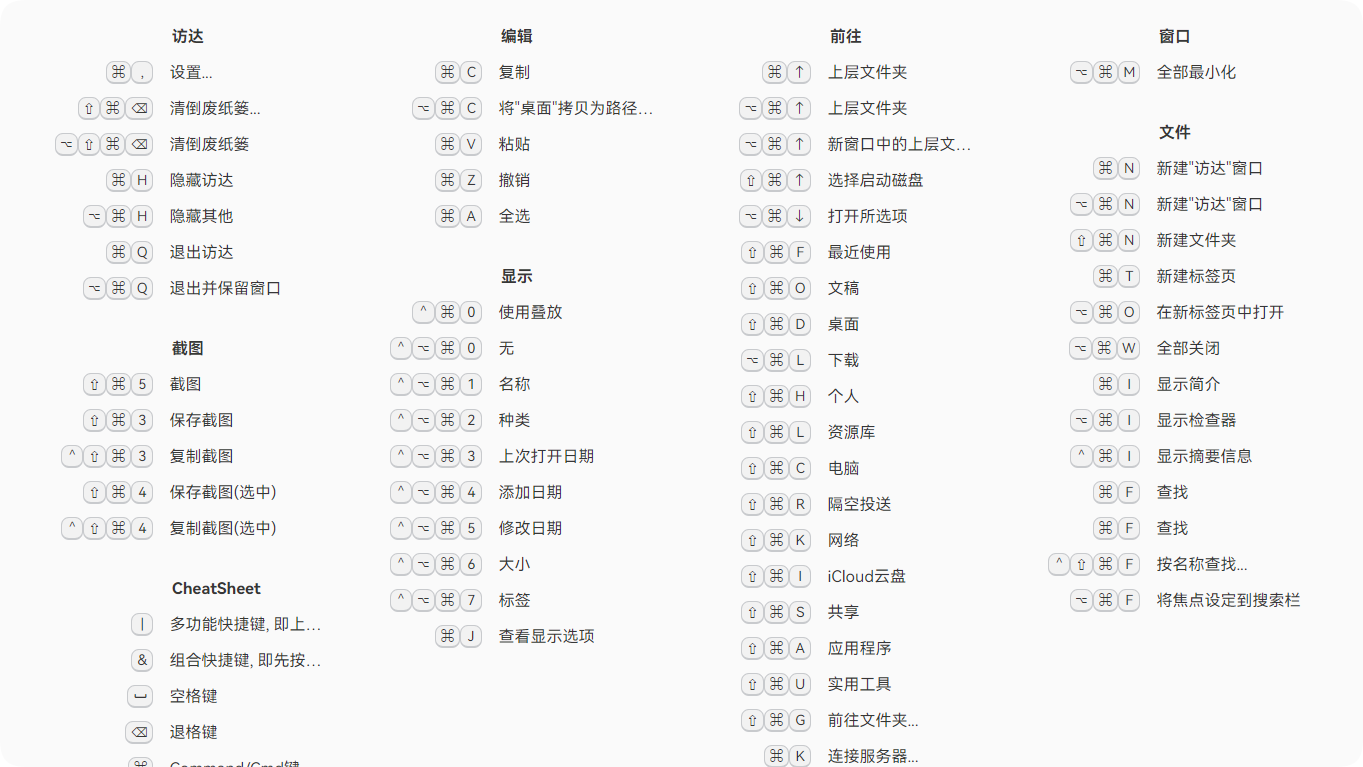 访达
⌘ , 设置...
⇧ ⌘ ⌫ 清倒废纸篓...
⌥ ⇧ ⌘ ⌫ 清倒废纸篓
⌘ H 隐藏访达
⌥ ⌘ H 隐藏其他
⌘ Q 退出访达
⌥ ⌘ Q 退出并保留窗口
截图
⇧ ⌘ 5 截图
⇧ ⌘ 3 保存截图
^ ⇧ ⌘ 3 复制截图
⇧ ⌘ 4 保存截图(选中)
^ ⇧ ⌘ 4 复制截图(选中)
CheatSheet
| 多功能快捷键, 即上…
& 组合快捷键, 即先按…
⎵ 空格键
⌫ 退格键
⌘ Command/Cmd键
编辑
⌘ C 复制
⌥ ⌘ C 将"桌面"拷贝为路径…
⌘ V 粘贴
⌘ Z 撤销
⌘ A 全选
显示
^ ⌘ 0 使用叠放
^ ⌥ ⌘ 0 无
^ ⌥ ⌘ 1 名称
^ ⌥ ⌘ 2 种类
^ ⌥ ⌘ 3 上次打开日期
^ ⌥ ⌘ 4 添加日期
^ ⌥ ⌘ 5 修改日期
^ ⌥ ⌘ 6 大小
^ ⌥ ⌘ 7 标签
⌘ J 查看显示选项
前往
⌘ ↑ 上层文件夹
⌥ ⌘ ↑ 上层文件夹
⌥ ⌘ ↑ 新窗口中的上层文…
⇧ ⌘ ↑ 选择启动磁盘
⌥ ⌘ ↓ 打开所选项
⇧ ⌘ F 最近使用
⇧ ⌘ O 文稿
⇧ ⌘ D 桌面
⌥ ⌘ L 下载
⇧ ⌘ H 个人
⇧ ⌘ L 资源库
⇧ ⌘ C 电脑
⇧ ⌘ R 隔空投送
⇧ ⌘ K 网络
⇧ ⌘ I iCloud云盘
⇧ ⌘ S 共享
⇧ ⌘ A 应用程序
⇧ ⌘ U 实用工具
⇧ ⌘ G 前往文件夹...
⌘ K 连接服务器...
窗口
⌥ ⌘ M 全部最小化
文件
⌘ N 新建"访达"窗口
⌥ ⌘ N 新建"访达"窗口
⇧ ⌘ N 新建文件夹
⌘ T 新建标签页
⌥ ⌘ O 在新标签页中打开
⌥ ⌘ W 全部关闭
⌘ I 显示简介
⌥ ⌘ I 显示检查器
^ ⌘ I 显示摘要信息
⌘ F 查找
⌘ F 查找
^ ⇧ ⌘ F 按名称查找...
⌥ ⌘ F 将焦点设定到搜索栏